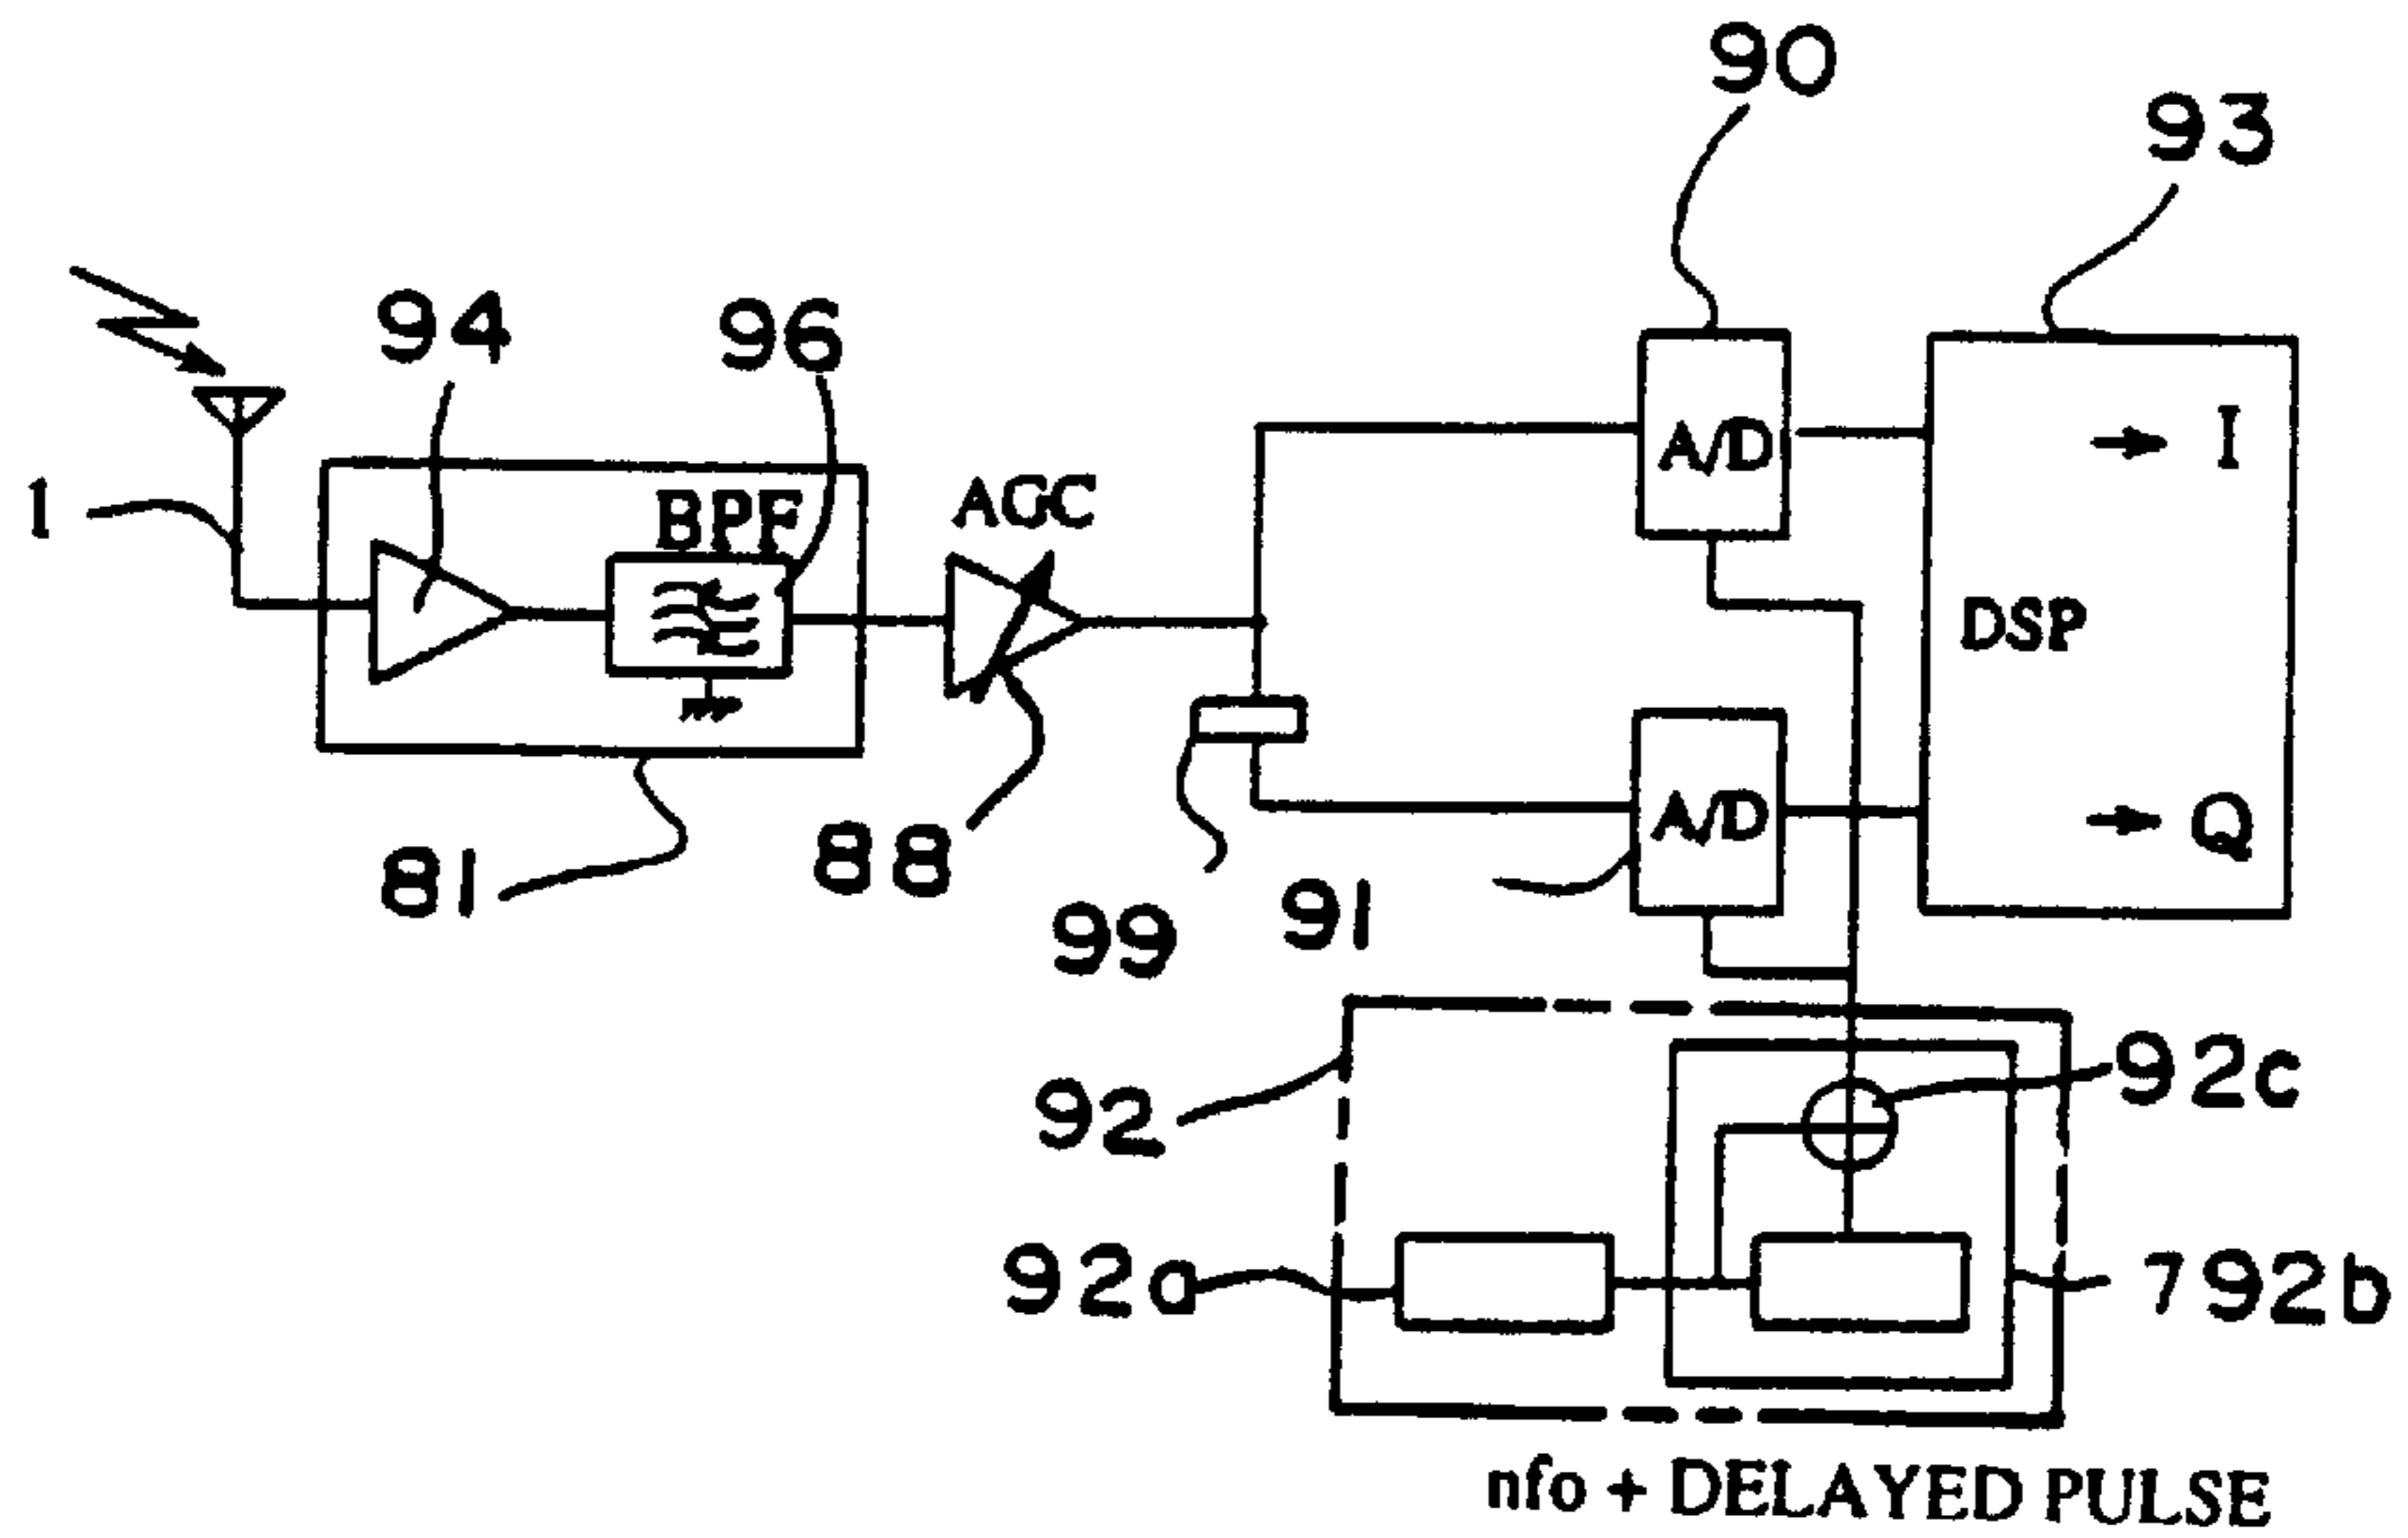 90
93
94
96
1
BPF
AGC
A/D
I
DSP
A/D
Q
81
88
99
91
92
92c
92a
792b
nfo + DELAYED PULSE